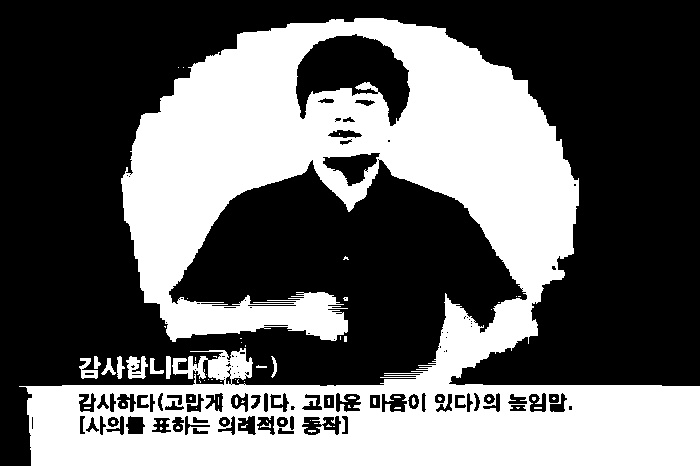 감사합니다(-)
감사하다(고맙게 여기다. 고마운 마음이 있다)의 높임말.
[사의를 표하는 의례적인 동작]